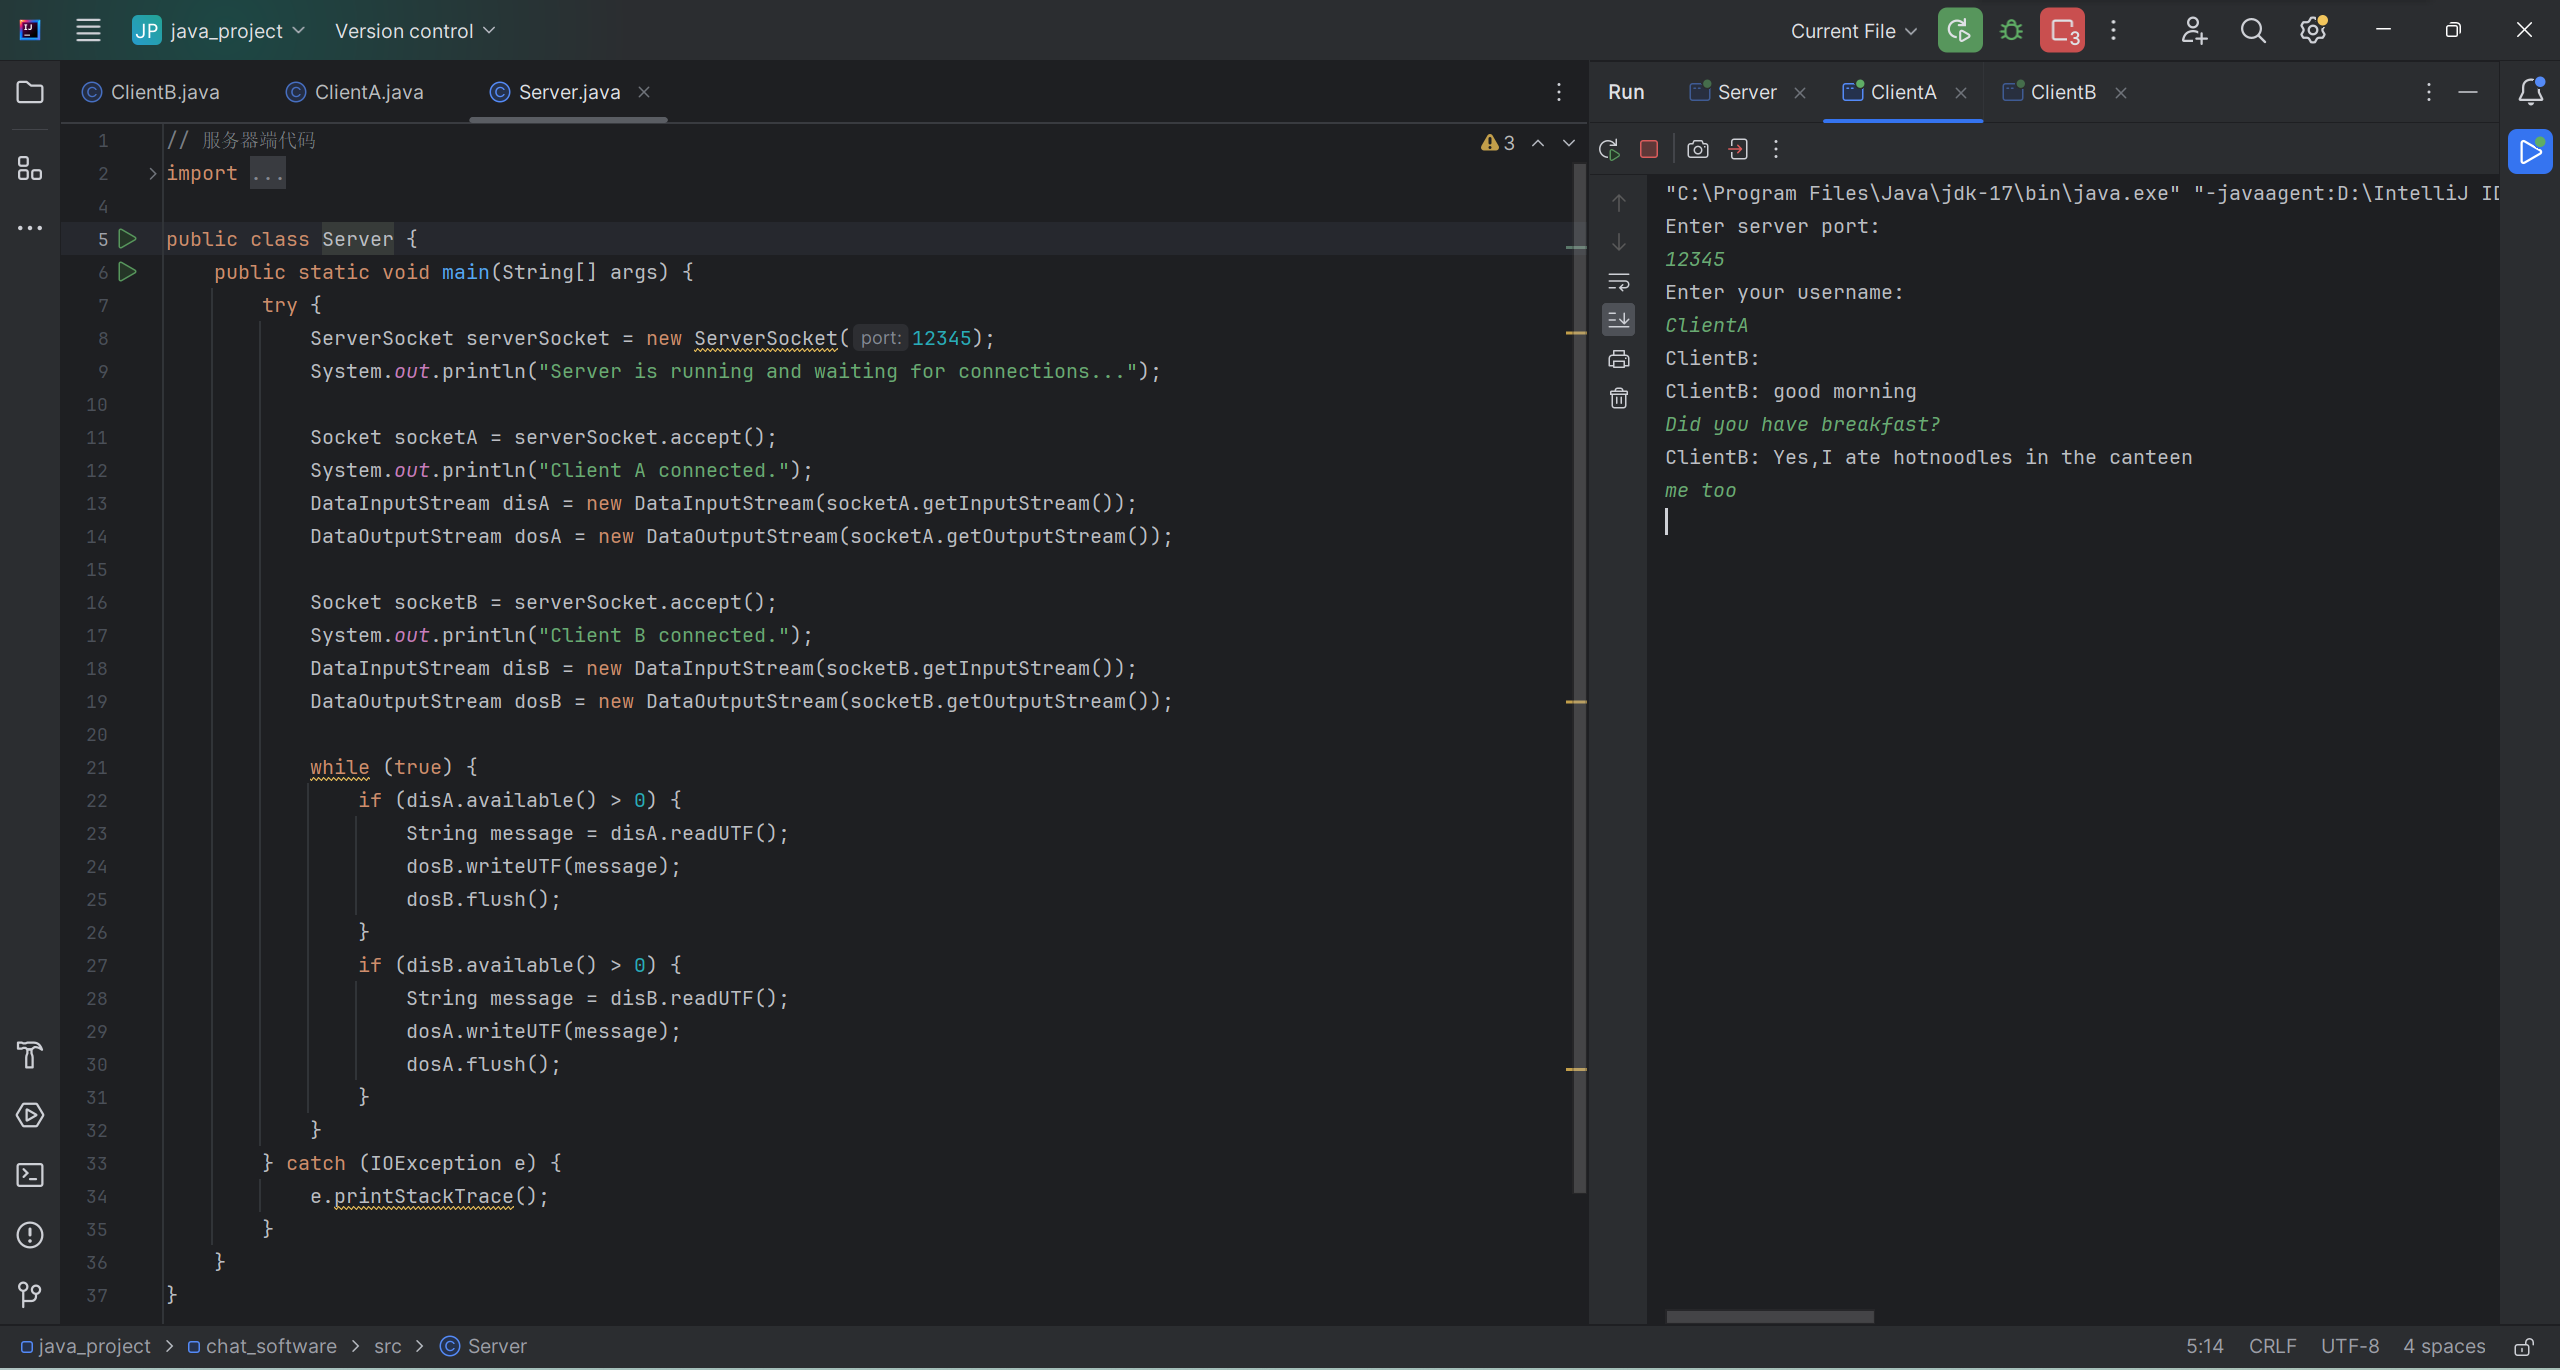 JP java_project Version control Current File 3
ClientB.java ClientA.java Server.java
1 // 服务器端代码 3
2 import ...
4
5 public class Server {
6 public static void main(String[] args) {
7 try {
8 ServerSocket serverSocket = new ServerSocket( port: 12345);
9 System.out.println("Server is running and waiting for connections...");
10
11 Socket socketA = serverSocket.accept();
12 System.out.println("Client A connected.");
13 DataInputStream disA = new DataInputStream(socketA.getInputStream());
14 DataOutputStream dosA = new DataOutputStream(socketA.getOutputStream());
15
16 Socket socketB = serverSocket.accept();
17 System.out.println("Client B connected.");
18 DataInputStream disB = new DataInputStream(socketB.getInputStream());
19 DataOutputStream dosB = new DataOutputStream(socketB.getOutputStream());
20
21 while (true) {
22 if (disA.available() > 0) {
23 String message = disA.readUTF();
24 dosB.writeUTF(message);
25 dosB.flush();
26 }
27 if (disB.available() > 0) {
28 String message = disB.readUTF();
29 dosA.writeUTF(message);
30 dosA.flush();
31 }
32 }
33 } catch (IOException e) {
34 e.printStackTrace();
35 }
36 }
37 }
Run Server ClientA ClientB
"C:\Program Files\Java\jdk-17\bin\java.exe" "-javaagent:D:\IntelliJ ID
Enter server port:
12345
Enter your username:
ClientA
ClientB:
ClientB: good morning
Did you have breakfast?
ClientB: Yes,I ate hotnoodles in the canteen
me too
java_project > chat_software > src > Server 5:14 CRLF UTF-8 4 spaces